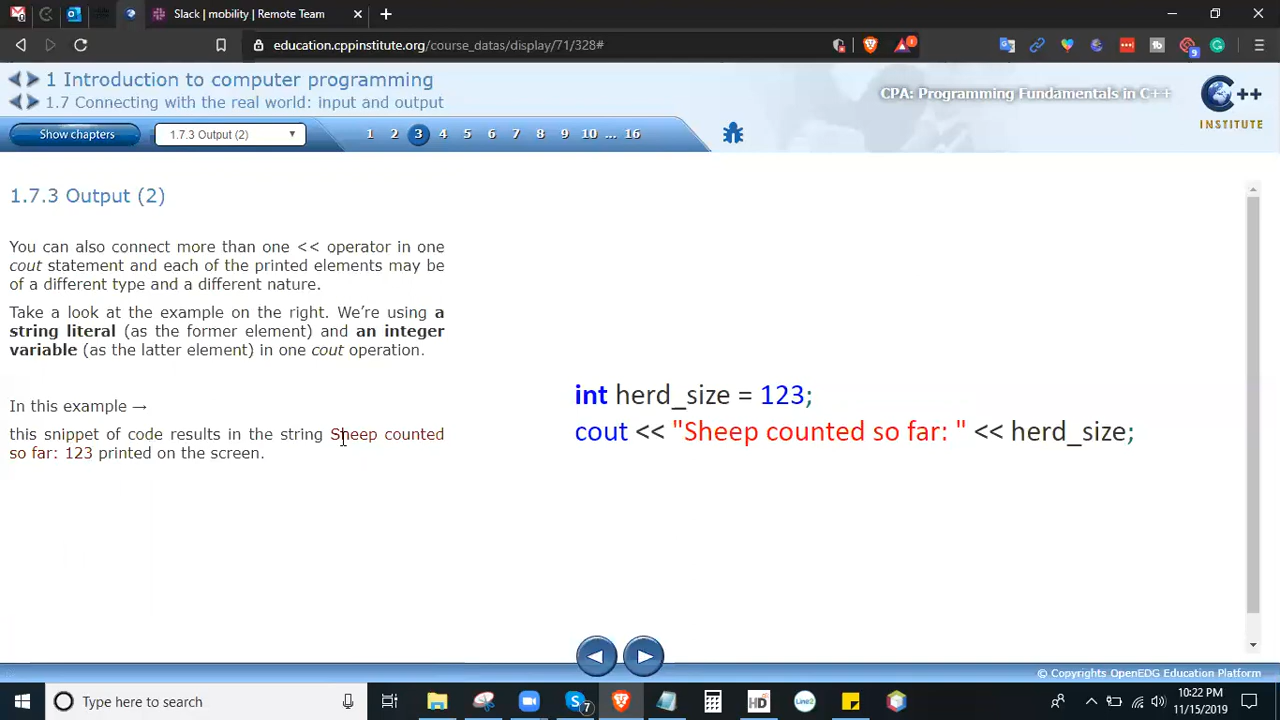 Slack | mobility | Remote Team
education.cppinstitute.org/course_datas/display/71/328#
1 Introduction to computer programming
1.7 Connecting with the real world: input and output
CPA: Programming Fundamentals in C++
C++
INSTITUTE
Show chapters
1.7.3 Output (2)
1 2 3 4 5 6 7 8 9 10 ... 16
1.7.3 Output (2)
You can also connect more than one << operator in one
cout statement and each of the printed elements may be
of a different type and a different nature.
Take a look at the example on the right. We’re using a
string literal (as the former element) and an integer
variable (as the latter element) in one cout operation.
In this example →
this snippet of code results in the string Sheep counted
so far: 123 printed on the screen.
int herd_size = 123;
cout << "Sheep counted so far: " << herd_size;
© Copyrights OpenEDG Education Platform
Type here to search
7
HD
Line2
10:22 PM
11/15/2019